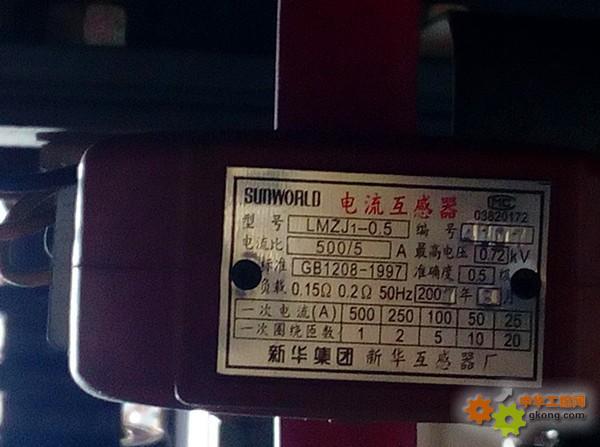 SUNWORLD 电流互感器 MC
03820172
型号 LMZJ1-0.5 编号
电流比 500/5 A 最高电压 0.72 kV
标准 GB1208-1997 准确度 0.5 级
负载 0.15Ω 0.2Ω 50Hz 200 年 月
一次电流(A) 500 250 100 50 25
一次圈绕匝数 1 2 5 10 20
新华集团 新华互感器厂
中华工控网
gkong.com